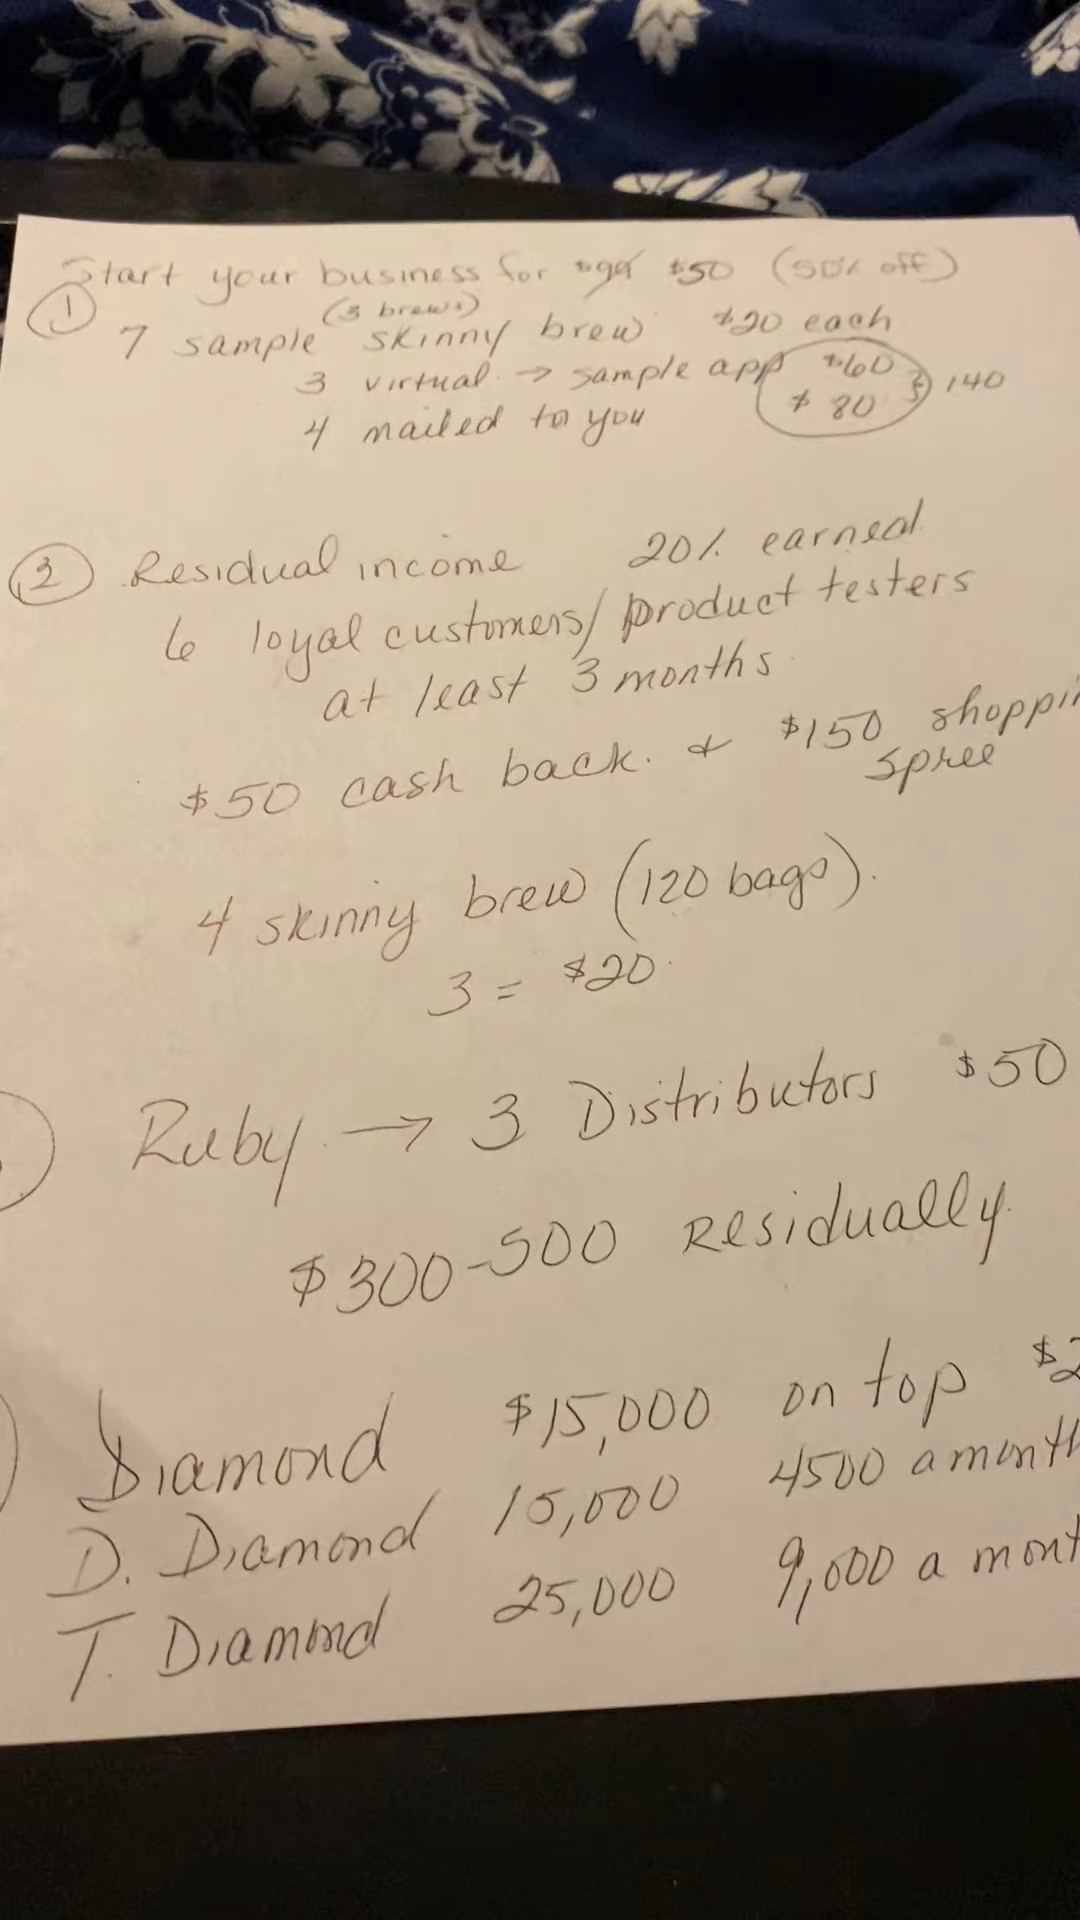 Start your business for $99 $50 (50% off)
1
(3 brews)
7 sample skinny brew $20 each
3 virtual → sample app $60
} 140
4 mailed to you $80
2 Residual income 20% earned
6 loyal customers/product testers
at least 3 months
$50 cash back. & $150 shoppin
spree
4 skinny brew (120 bags).
3 = $20
Ruby → 3 Distributors $50
$300-500 Residually
Diamond $15,000 on top $2
D. Diamond 15,000 4500 a month
T. Diamond 25,000 9,000 a mont